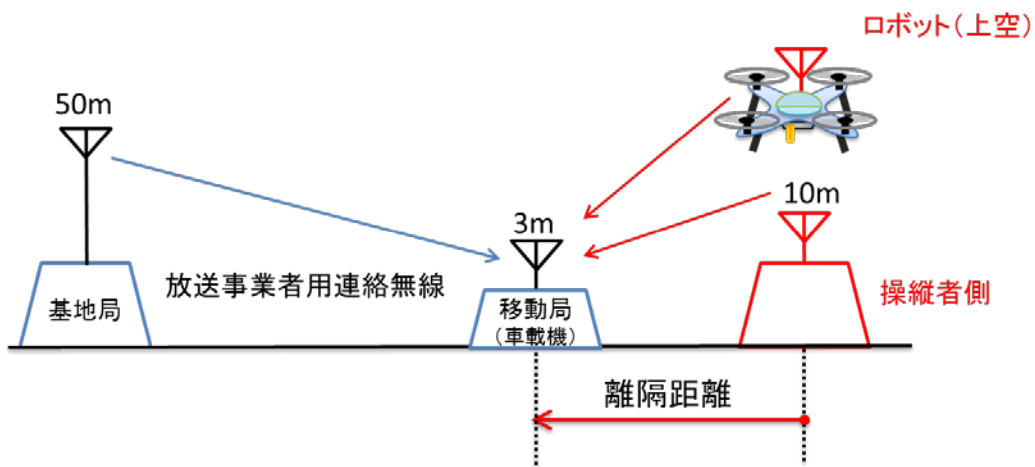 ロボット(上空)
50m
10m
3m
放送事業者用連絡無線
基地局
移動局
(車載機)
操縦者側
離隔距離